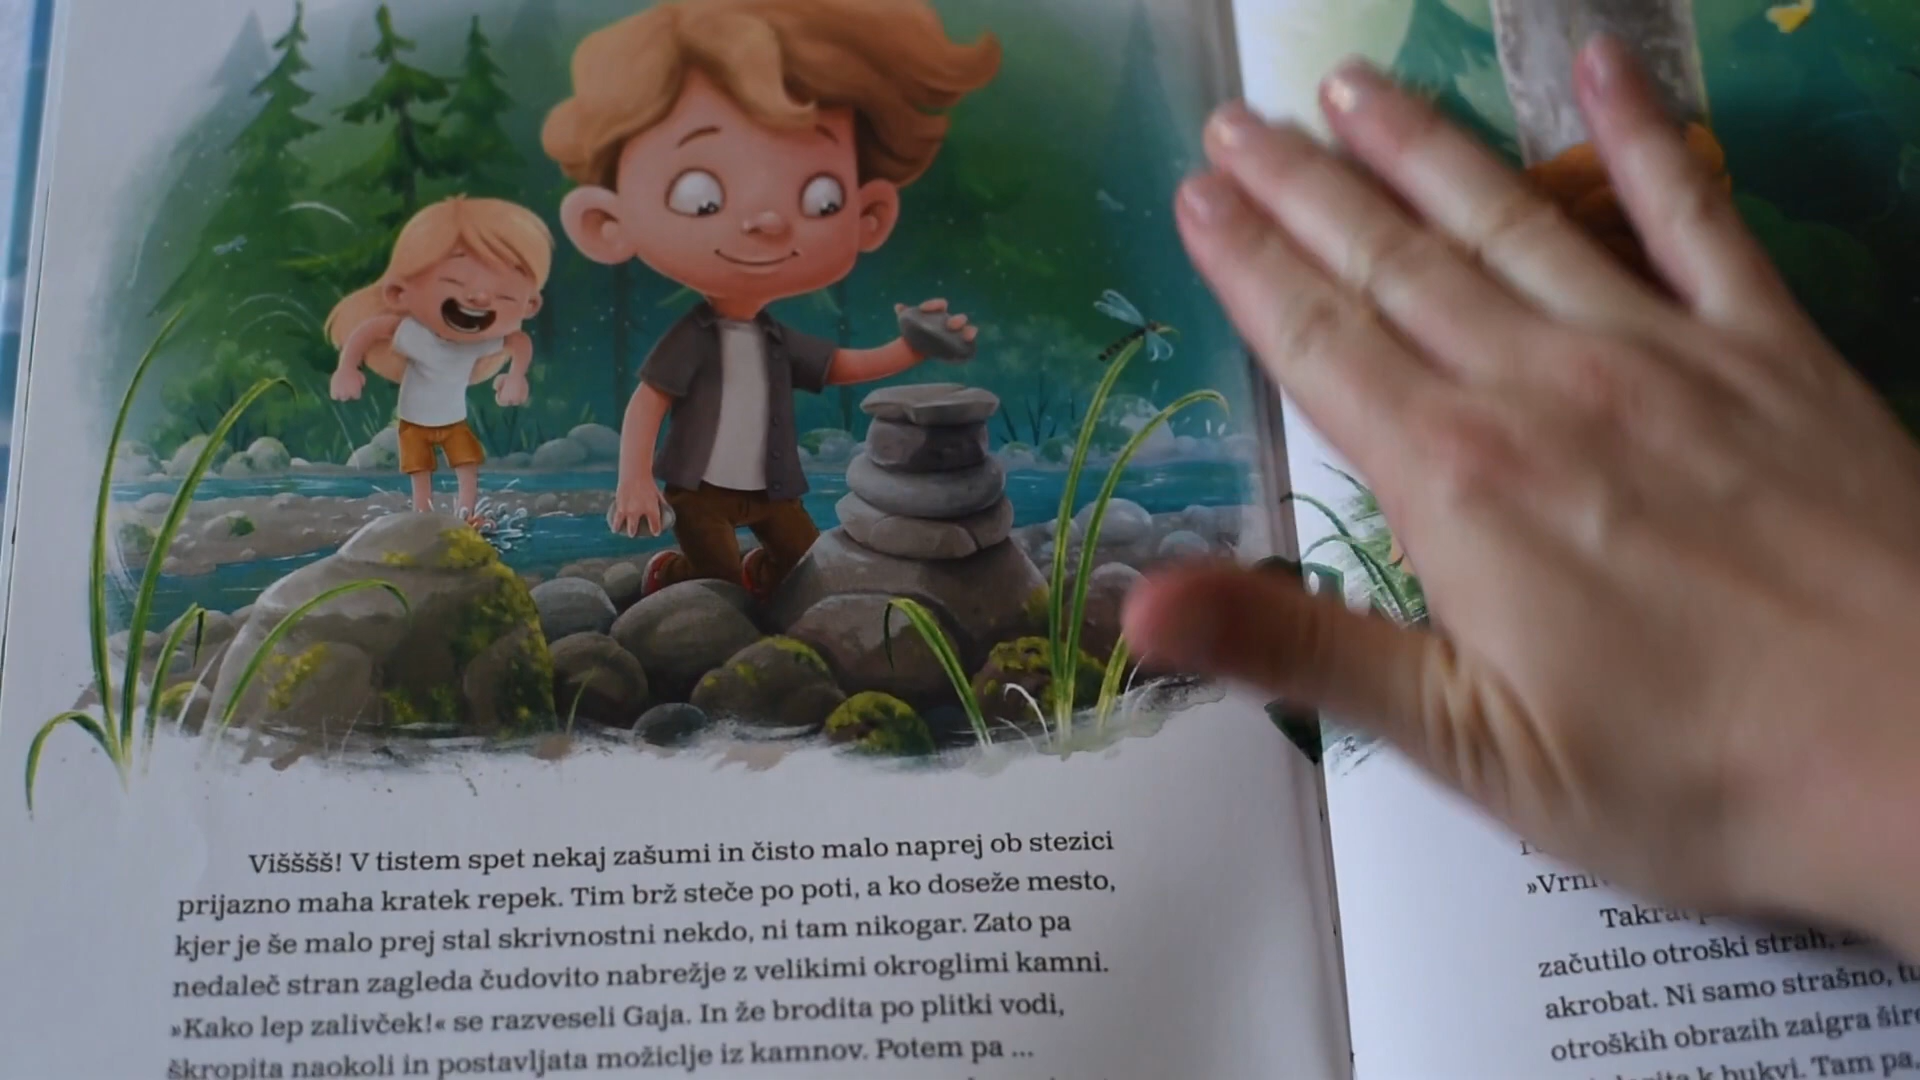 Višššš! V tistem spet nekaj zašumi in čisto malo naprej ob stezici
prijazno maha kratek repek. Tim brž steče po poti, a ko doseže mesto,
kjer je še malo prej stal skrivnostni nekdo, ni tam nikogar. Zato pa
nedaleč stran zagleda čudovito nabrežje z velikimi okroglimi kamni.
»Kako lep zalivček!« se razveseli Gaja. In že brodita po plitki vodi,
škropita naokoli in postavljata možiclje iz kamnov. Potem pa ...
Takrat
začutilo otroški strah,
akrobat. Ni samo strašno,
otroških obrazih zaigra
k bukvi. Tam pa,